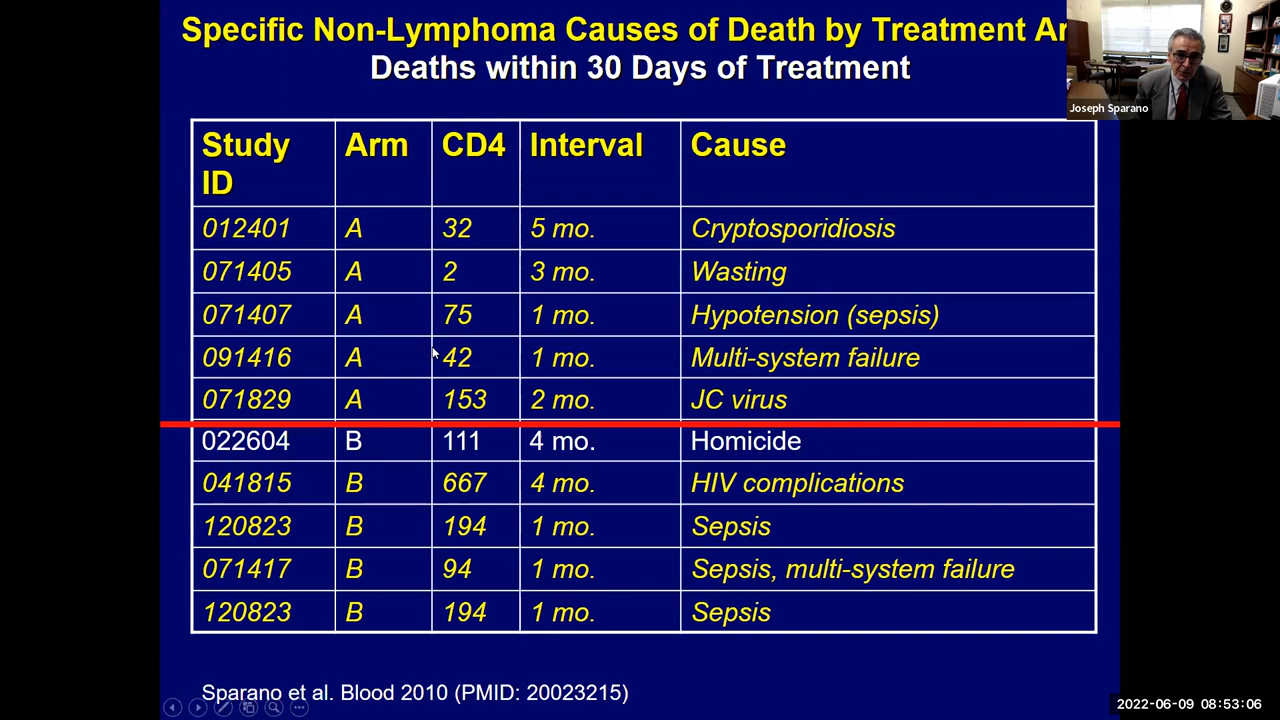 Specific Non-Lymphoma Causes of Death by Treatment Ar
Deaths within 30 Days of Treatment
Joseph Sparano
Study ID Arm CD4 Interval Cause
012401 A 32 5 mo. Cryptosporidiosis
071405 A 2 3 mo. Wasting
071407 A 75 1 mo. Hypotension (sepsis)
091416 A 42 1 mo. Multi-system failure
071829 A 153 2 mo. JC virus
022604 B 111 4 mo. Homicide
041815 B 667 4 mo. HIV complications
120823 B 194 1 mo. Sepsis
071417 B 94 1 mo. Sepsis, multi-system failure
120823 B 194 1 mo. Sepsis
Sparano et al. Blood 2010 (PMID: 20023215)
2022-06-09 08:53:06